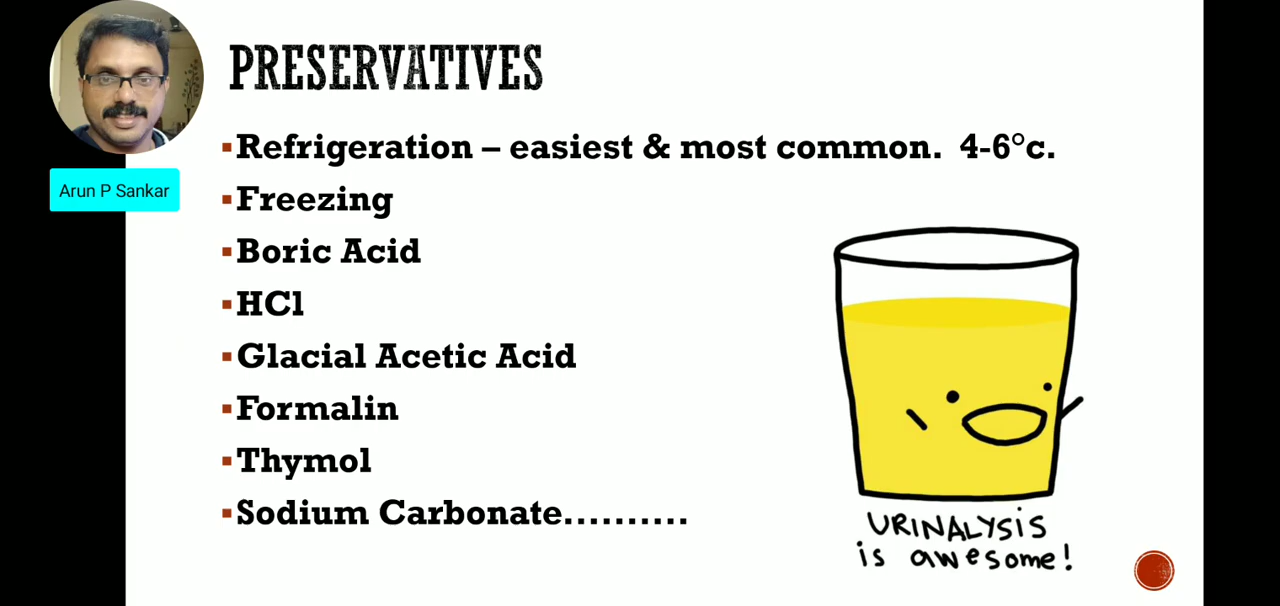 PRESERVATIVES
Arun P Sankar
▪Refrigeration – easiest & most common. 4-6°c.
▪Freezing
▪Boric Acid
▪HCl
▪Glacial Acetic Acid
▪Formalin
▪Thymol
▪Sodium Carbonate..........
URINALYSiS
is awesome!